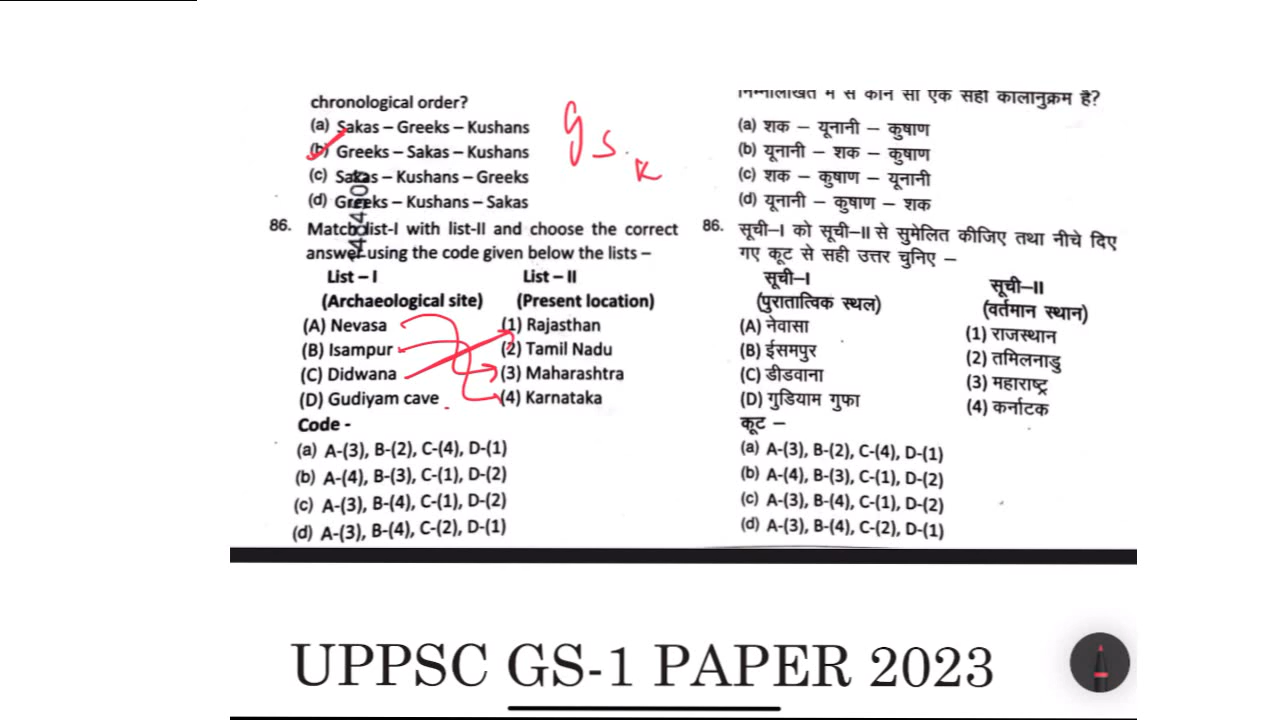 chronological order?
(a) Sakas – Greeks – Kushans
(b) Greeks – Sakas – Kushans
(c) Sakas – Kushans – Greeks
(d) Greeks – Kushans – Sakas
G
S
K
86. Match list-I with list-II and choose the correct
answer using the code given below the lists –
List – I List – II
(Archaeological site) (Present location)
(A) Nevasa (1) Rajasthan
(B) Isampur (2) Tamil Nadu
(C) Didwana (3) Maharashtra
(D) Gudiyam cave (4) Karnataka
Code -
(a) A-(3), B-(2), C-(4), D-(1)
(b) A-(4), B-(3), C-(1), D-(2)
(c) A-(3), B-(4), C-(1), D-(2)
(d) A-(3), B-(4), C-(2), D-(1)
निम्नलिखित में से कौन सा एक सही कालानुक्रम है?
(a) शक – यूनानी – कुषाण
(b) यूनानी – शक – कुषाण
(c) शक – कुषाण – यूनानी
(d) यूनानी – कुषाण – शक
86. सूची–I को सूची–II से सुमेलित कीजिए तथा नीचे दिए
गए कूट से सही उत्तर चुनिए –
सूची–I सूची–II
(पुरातात्विक स्थल) (वर्तमान स्थान)
(A) नेवासा (1) राजस्थान
(B) ईसमपुर (2) तमिलनाडु
(C) डीडवाना (3) महाराष्ट्र
(D) गुडियाम गुफा (4) कर्नाटक
कूट –
(a) A-(3), B-(2), C-(4), D-(1)
(b) A-(4), B-(3), C-(1), D-(2)
(c) A-(3), B-(4), C-(1), D-(2)
(d) A-(3), B-(4), C-(2), D-(1)
UPPSC GS-1 PAPER 2023